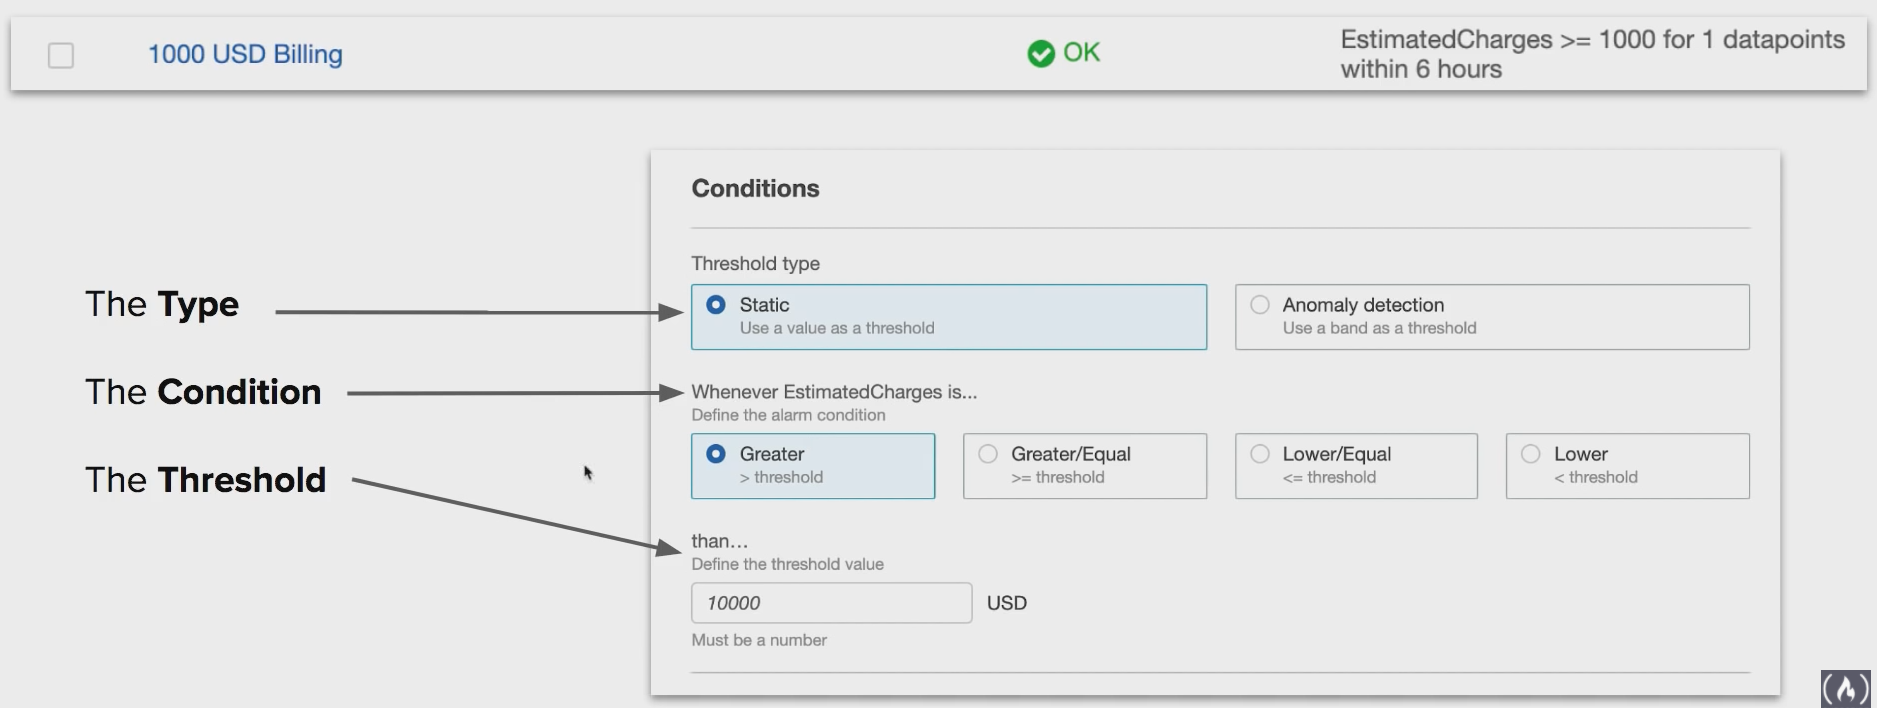 1000 USD Billing
OK
EstimatedCharges >= 1000 for 1 datapoints
within 6 hours
Conditions
Threshold type
The Type
Static
Use a value as a threshold
Anomaly detection
Use a band as a threshold
The Condition
Whenever EstimatedCharges is...
Define the alarm condition
Greater
> threshold
Greater/Equal
>= threshold
Lower/Equal
<= threshold
Lower
< threshold
The Threshold
than...
Define the threshold value
10000
USD
Must be a number